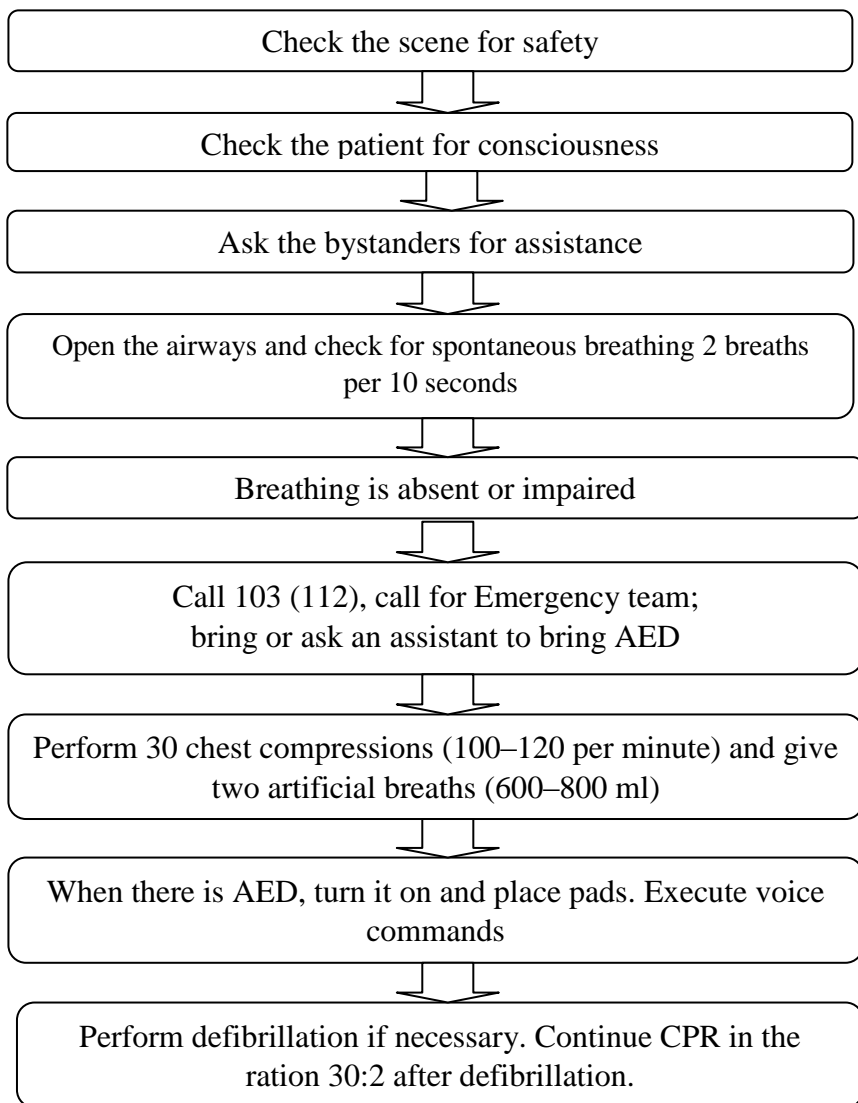 Check the scene for safety
Check the patient for consciousness
Ask the bystanders for assistance
Open the airways and check for spontaneous breathing 2 breaths
per 10 seconds
Breathing is absent or impaired
Call 103 (112), call for Emergency team;
bring or ask an assistant to bring AED
Perform 30 chest compressions (100–120 per minute) and give
two artificial breaths (600–800 ml)
When there is AED, turn it on and place pads. Execute voice
commands
Perform defibrillation if necessary. Continue CPR in the
ration 30:2 after defibrillation.